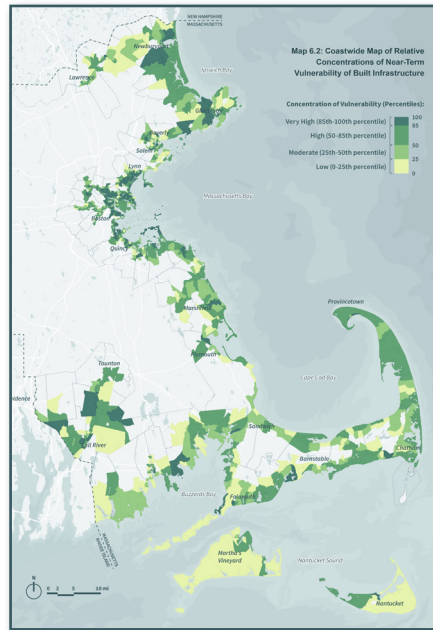 NEW HAMPSHIRE
MASSACHUSETTS
Map 6.2: Coastwide Map of Relative
Concentrations of Near-Term
Vulnerability of Built Infrastructure
Newburyport
Ipswich Bay
Lawrence
Concentration of Vulnerability (Percentiles):
Very High (85th-100th percentile)
100
85
High (50-85th percentile)
50
Moderate (25th-50th percentile)
25
Low (0-25th percentile)
0
Salem
Lynn
Massachusetts Bay
Boston
Quincy
Marshfield
Provincetown
Plymouth
Cape Cod Bay
Taunton
Fall River
Sandwich
Barnstable
Chatham
Buzzards Bay
Falmouth
MASSACHUSETTS
RHODE ISLAND
Martha's
Vineyard
Nantucket Sound
Nantucket
N
0 2 5 10 mi